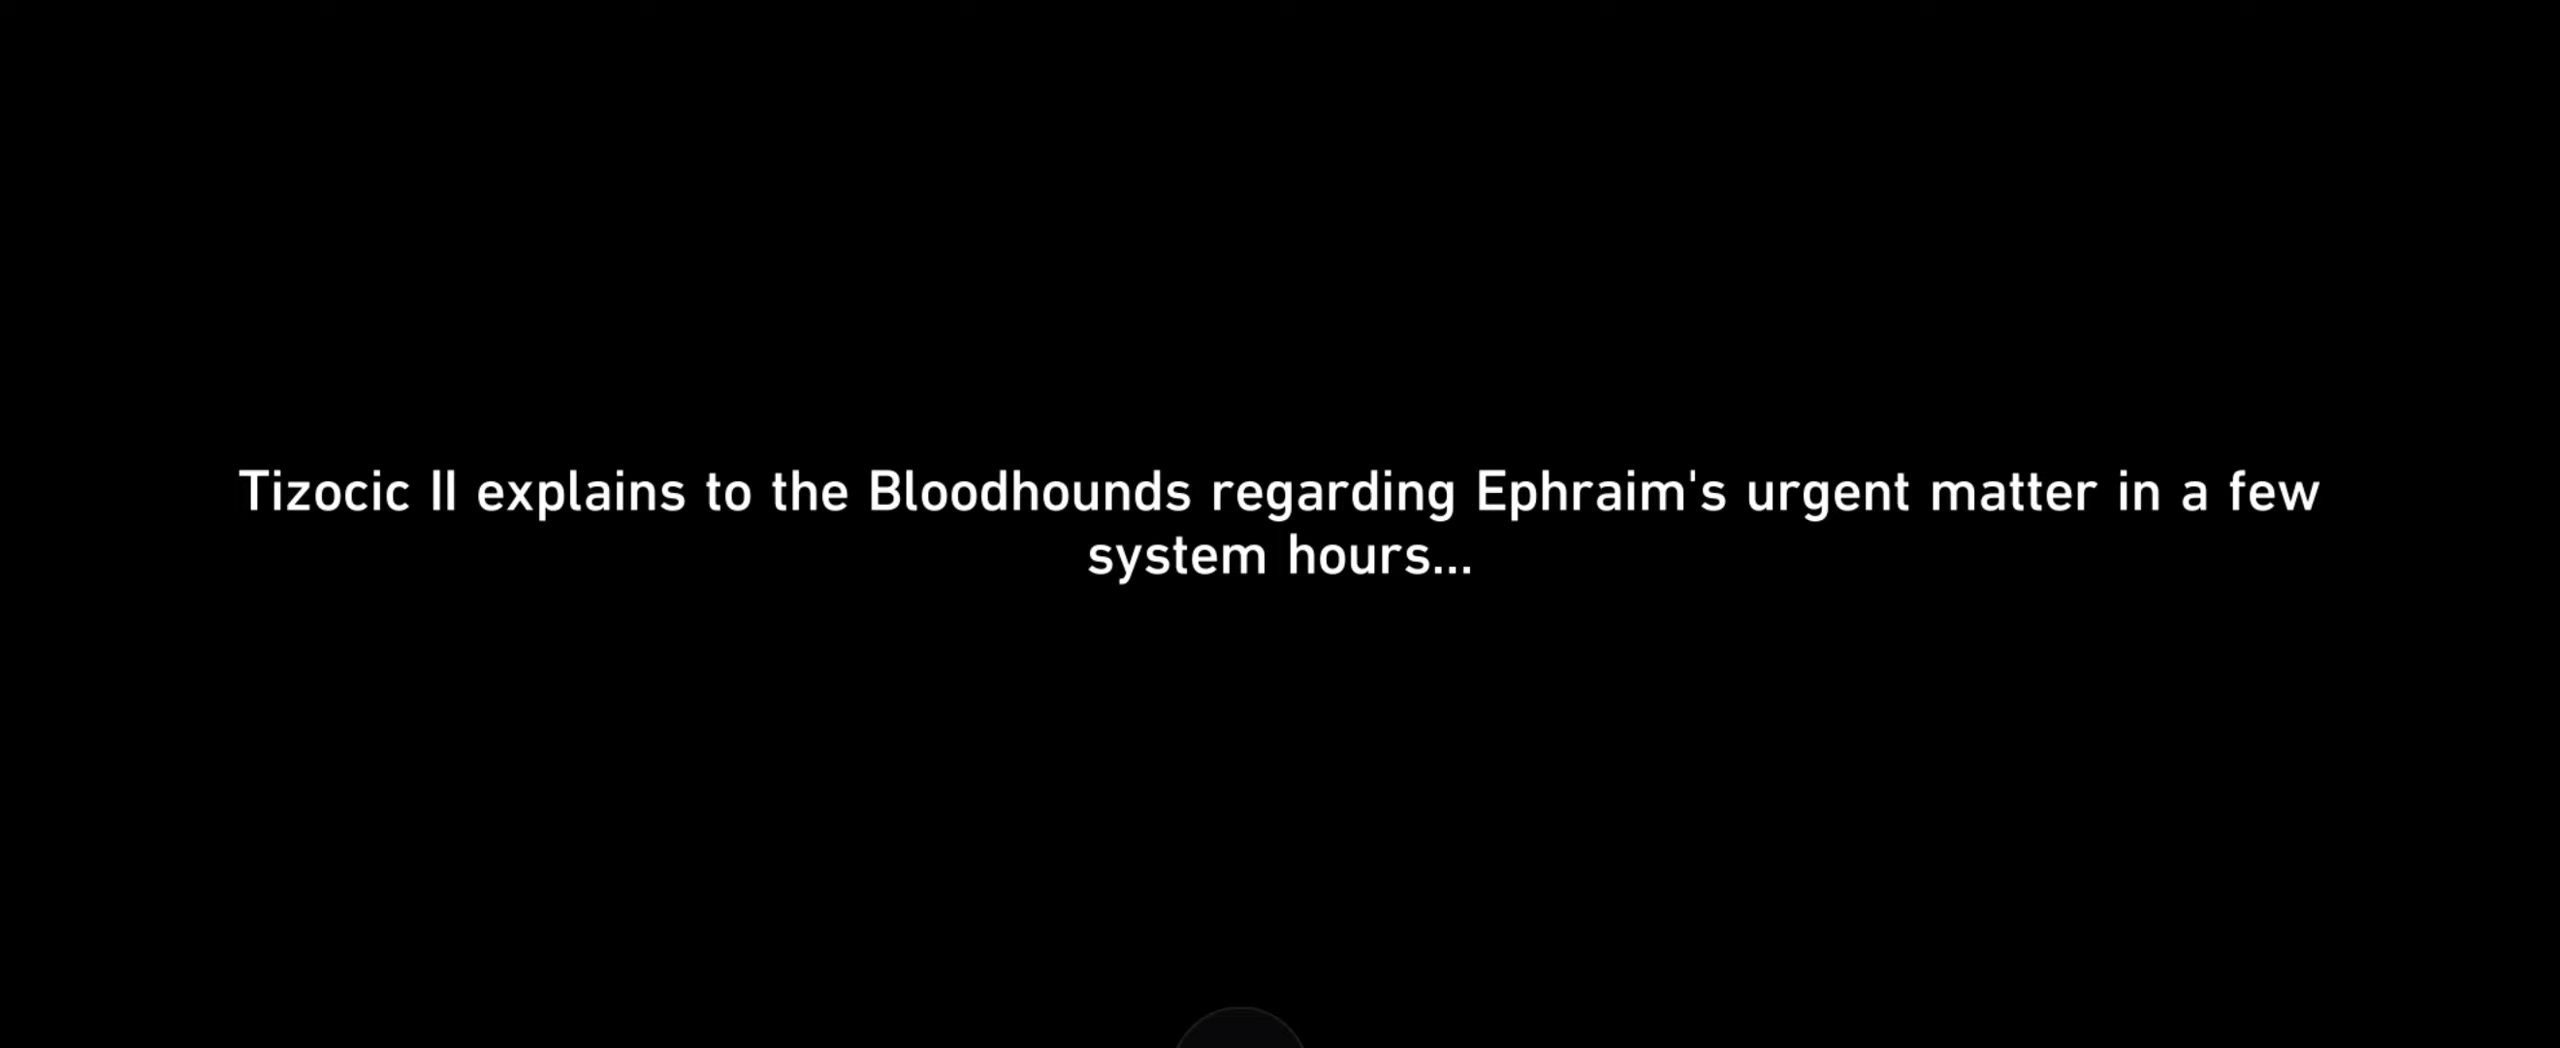 Tizocic II explains to the Bloodhounds regarding Ephraim's urgent matter in a few
system hours...